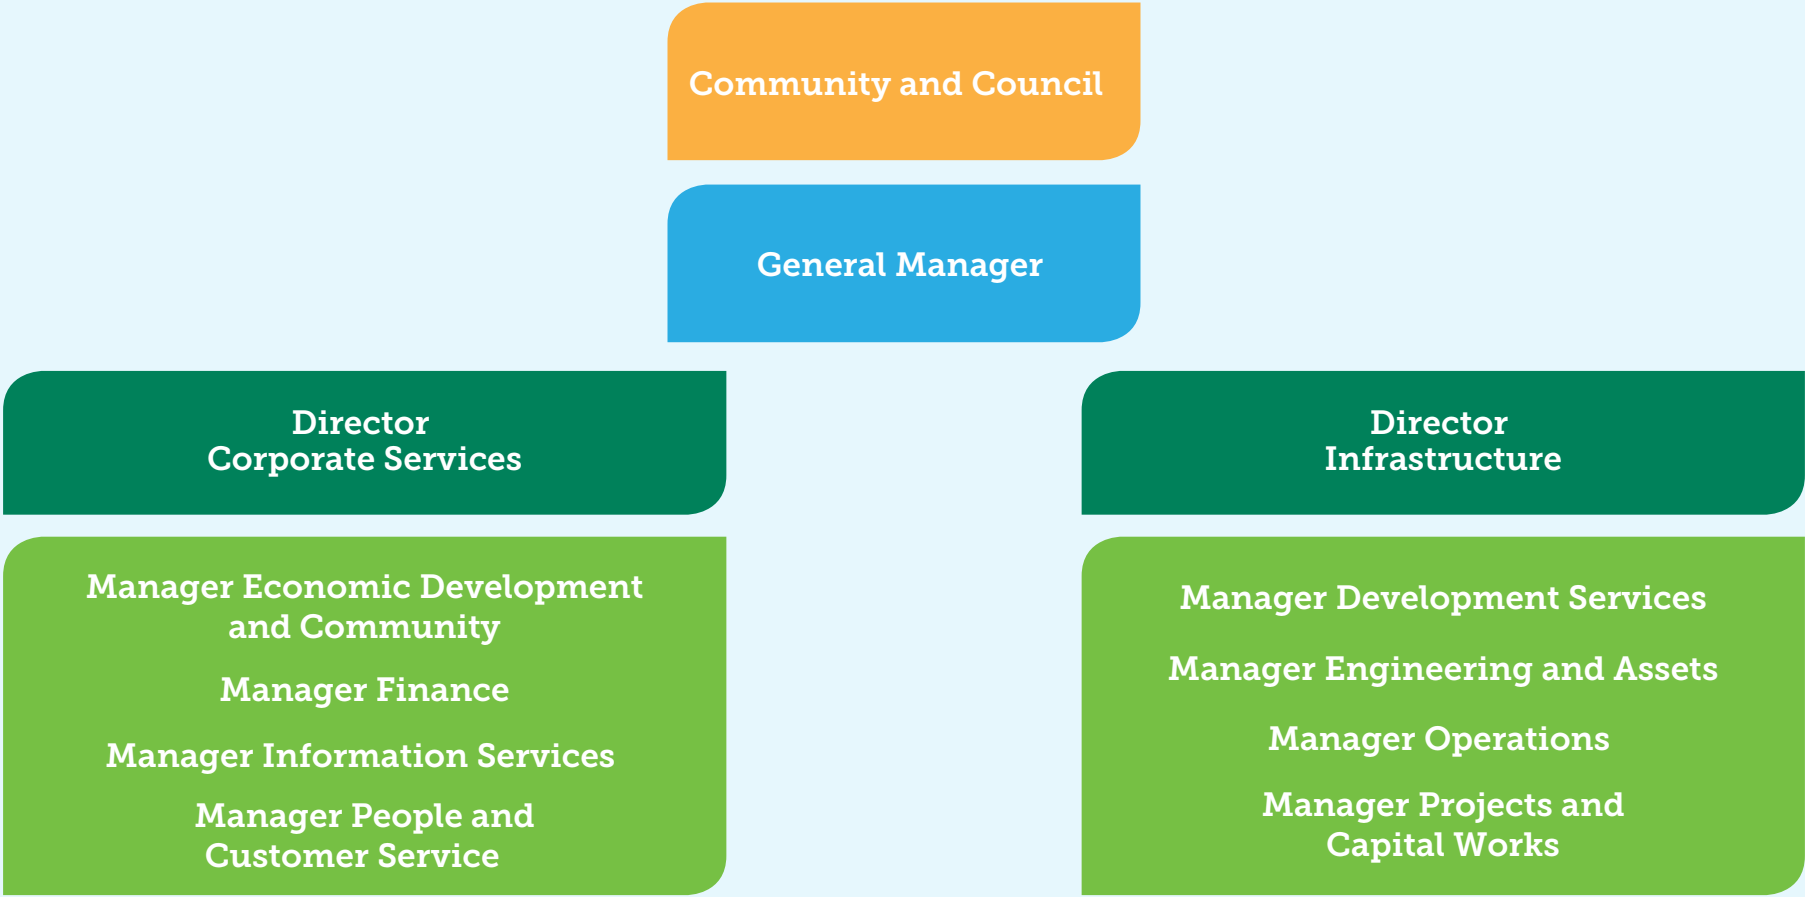 Community and Council
General Manager
Director
Corporate Services
Manager Economic Development
and Community
Manager Finance
Manager Information Services
Manager People and
Customer Service
Director
Infrastructure
Manager Development Services
Manager Engineering and Assets
Manager Operations
Manager Projects and
Capital Works